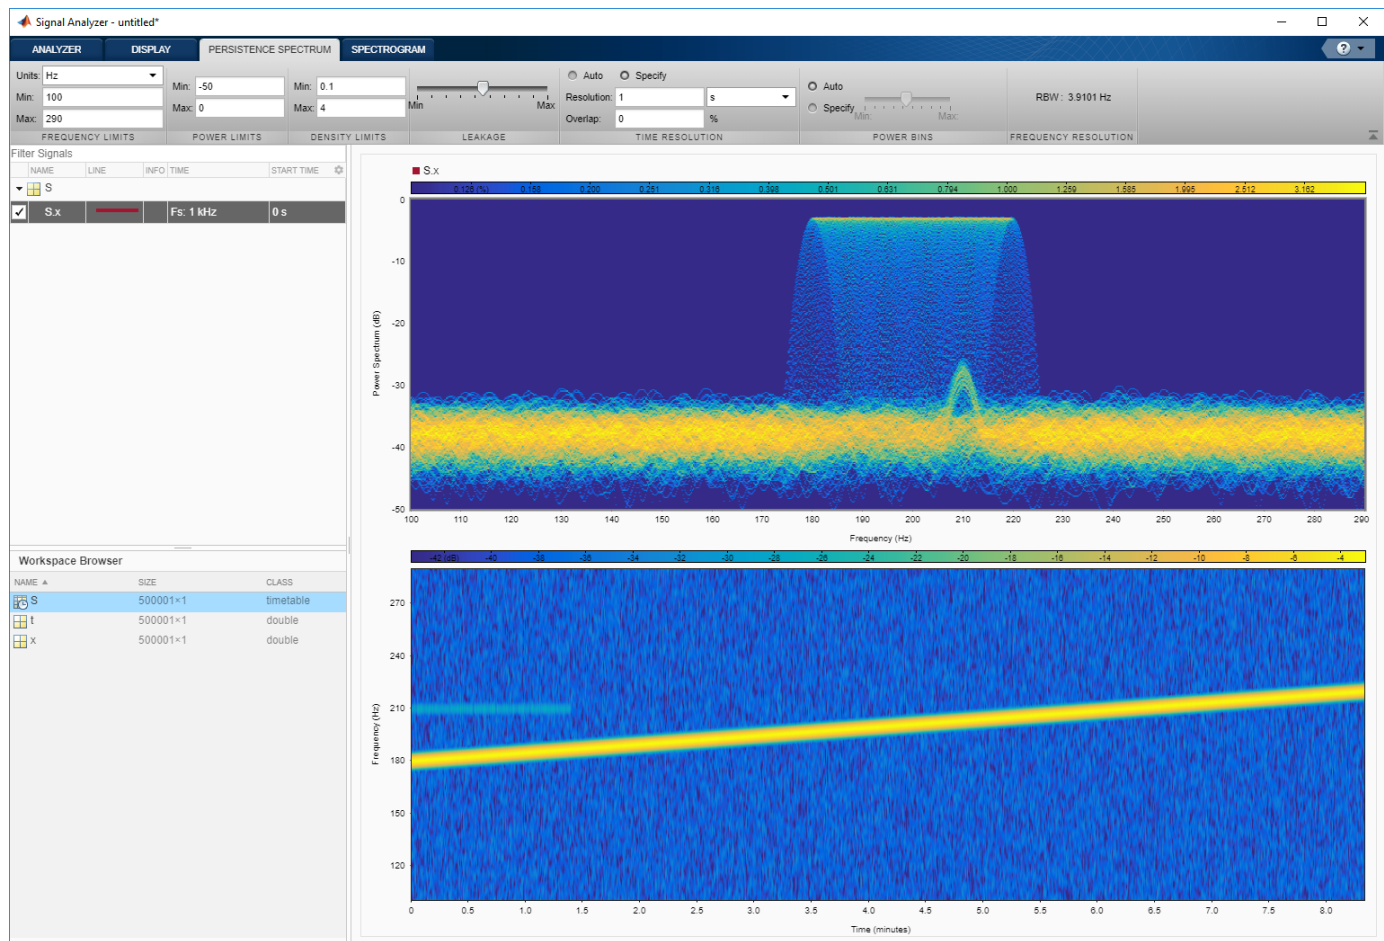 Signal Analyzer - untitled*
ANALYZER DISPLAY PERSISTENCE SPECTRUM SPECTROGRAM ?
Units: Hz Min: -50 Min: 0.1 Auto Specify Auto RBW : 3.9101 Hz
Min: 100 Max: 0 Max: 4 Min Max Resolution: 1 s Specify Min: Max:
Max: 290 Overlap: 0 %
FREQUENCY LIMITS POWER LIMITS DENSITY LIMITS LEAKAGE TIME RESOLUTION POWER BINS FREQUENCY RESOLUTION
Filter Signals
NAME LINE INFO TIME START TIME
S
S.x Fs: 1 kHz 0 s
S.x
0.126 (%) 0.158 0.200 0.251 0.316 0.398 0.501 0.631 0.794 1.000 1.259 1.585 1.995 2.512 3.162
0
-10
-20
-30
-40
-50
Power Spectrum (dB)
100 110 120 130 140 150 160 170 180 190 200 210 220 230 240 250 260 270 280 290
Frequency (Hz)
Workspace Browser
NAME SIZE CLASS
S 500001×1 timetable
t 500001×1 double
x 500001×1 double
-42 (dB) -40 -38 -36 -34 -32 -30 -28 -26 -24 -22 -20 -18 -16 -14 -12 -10 -8 -6 -4
270
240
210
180
150
120
Frequency (Hz)
0 0.5 1.0 1.5 2.0 2.5 3.0 3.5 4.0 4.5 5.0 5.5 6.0 6.5 7.0 7.5 8.0
Time (minutes)